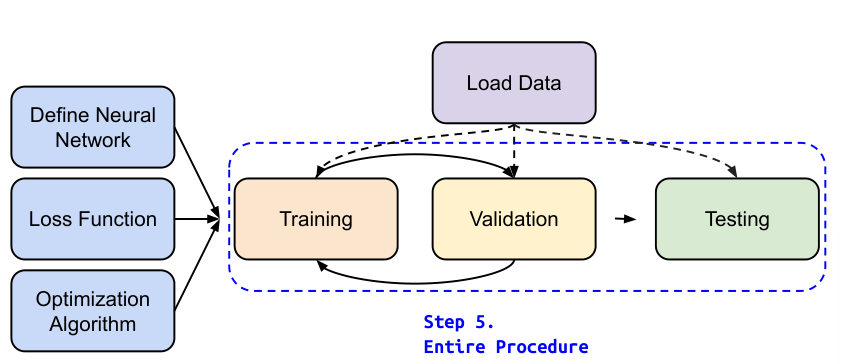 Load Data
Define Neural
Network
Loss Function
Optimization
Algorithm
Training
Validation
Testing
Step 5.
Entire Procedure